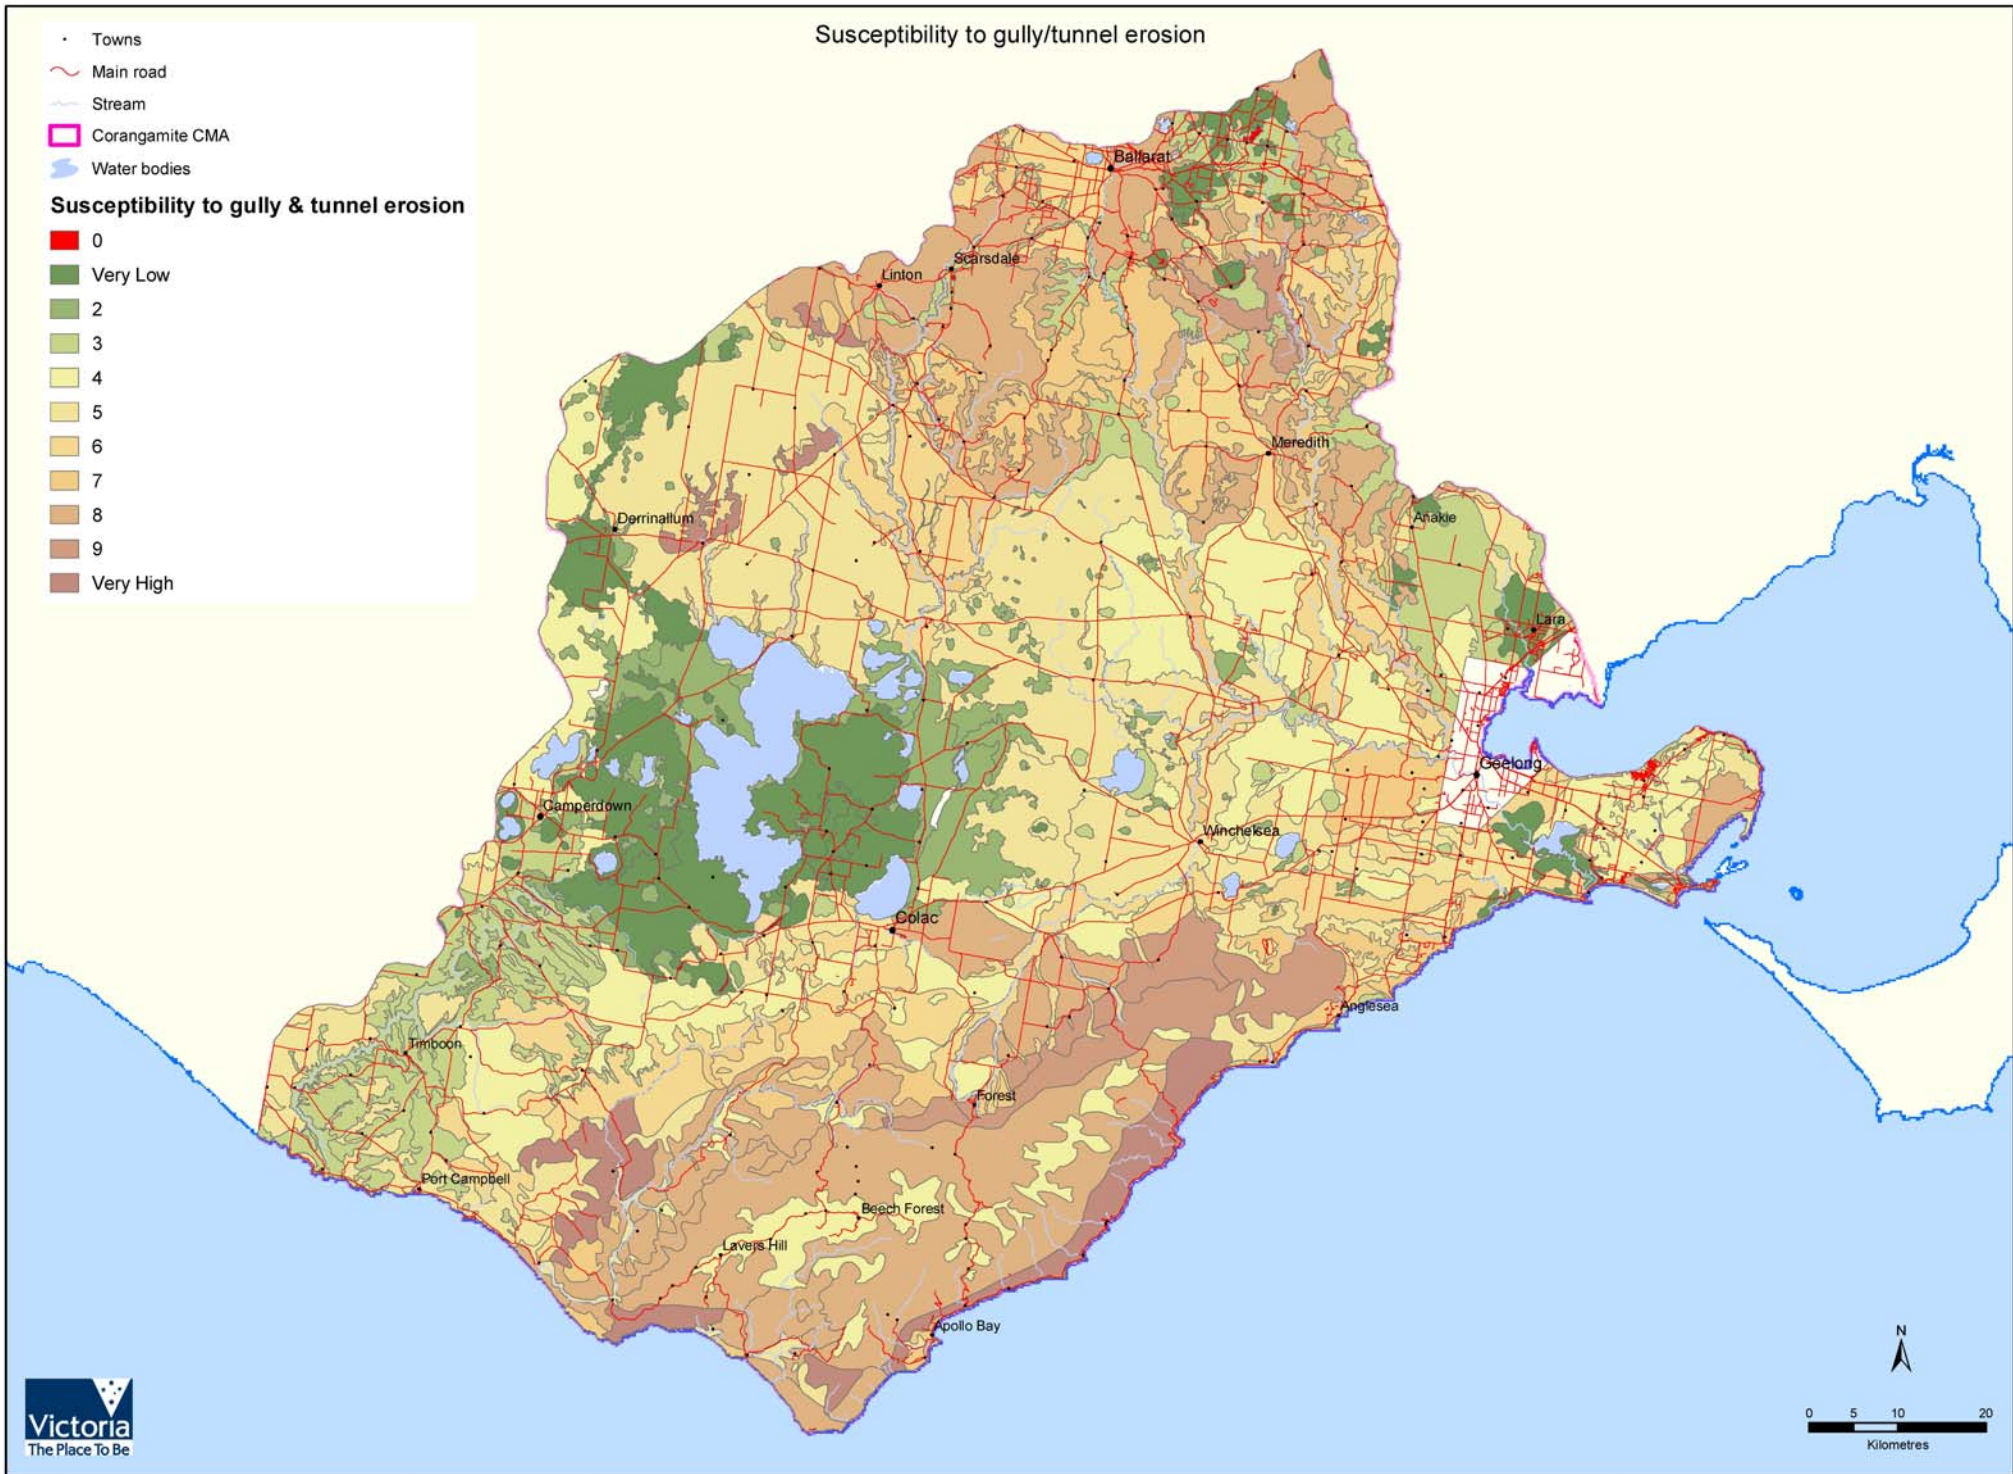 Susceptibility to gully/tunnel erosion
Towns
Main road
Stream
Corangamite CMA
Water bodies
Susceptibility to gully & tunnel erosion
0
Very Low
2
3
4
5
6
7
8
9
Very High
Ballarat
Scarsdale
Linton
Meredith
Derrinallum
Anakie
Lara
Geelong
Camperdown
Winchelsea
Colac
Anglesea
Timboon
Forest
Port Campbell
Beech Forest
Lavers Hill
Apollo Bay
N
0 5 10 20
Kilometres
Victoria
The Place To Be